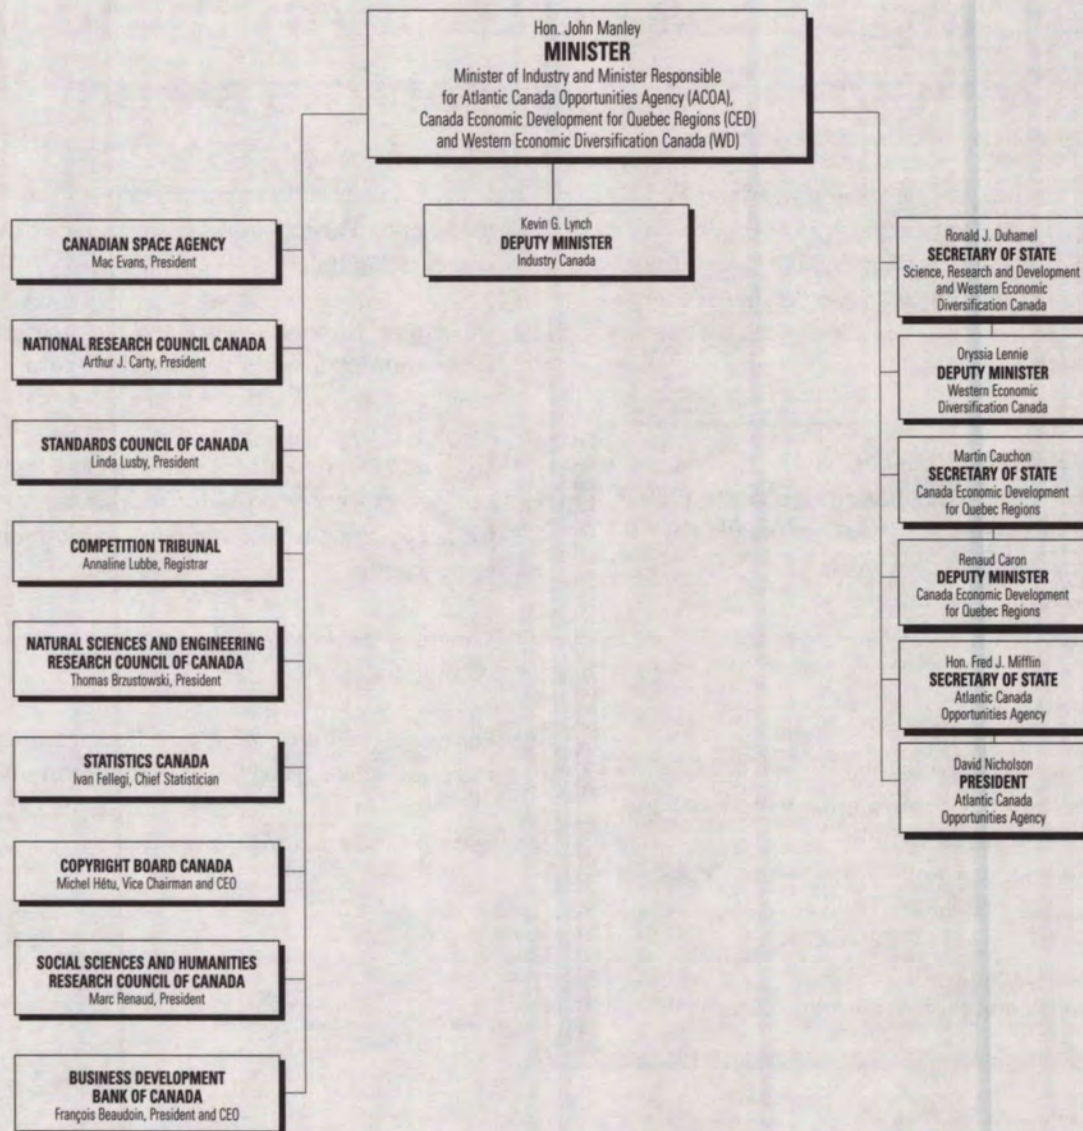 Hon. John Manley
MINISTER
Minister of Industry and Minister Responsible
for Atlantic Canada Opportunities Agency (ACOA),
Canada Economic Development for Quebec Regions (CED)
and Western Economic Diversification Canada (WD)
Kevin G. Lynch
DEPUTY MINISTER
Industry Canada
CANADIAN SPACE AGENCY
Mac Evans, President
NATIONAL RESEARCH COUNCIL CANADA
Arthur J. Carty, President
STANDARDS COUNCIL OF CANADA
Linda Lusby, President
COMPETITION TRIBUNAL
Annaline Lubbe, Registrar
NATURAL SCIENCES AND ENGINEERING
RESEARCH COUNCIL OF CANADA
Thomas Brzustowski, President
STATISTICS CANADA
Ivan Fellegi, Chief Statistician
COPYRIGHT BOARD CANADA
Michel Hétu, Vice Chairman and CEO
SOCIAL SCIENCES AND HUMANITIES
RESEARCH COUNCIL OF CANADA
Marc Renaud, President
BUSINESS DEVELOPMENT
BANK OF CANADA
François Beaudoin, President and CEO
Ronald J. Duhamel
SECRETARY OF STATE
Science, Research and Development
and Western Economic
Diversification Canada
Oryssia Lennie
DEPUTY MINISTER
Western Economic
Diversification Canada
Martin Cauchon
SECRETARY OF STATE
Canada Economic Development
for Quebec Regions
Renaud Caron
DEPUTY MINISTER
Canada Economic Development
for Quebec Regions
Hon. Fred J. Mifflin
SECRETARY OF STATE
Atlantic Canada
Opportunities Agency
David Nicholson
PRESIDENT
Atlantic Canada
Opportunities Agency